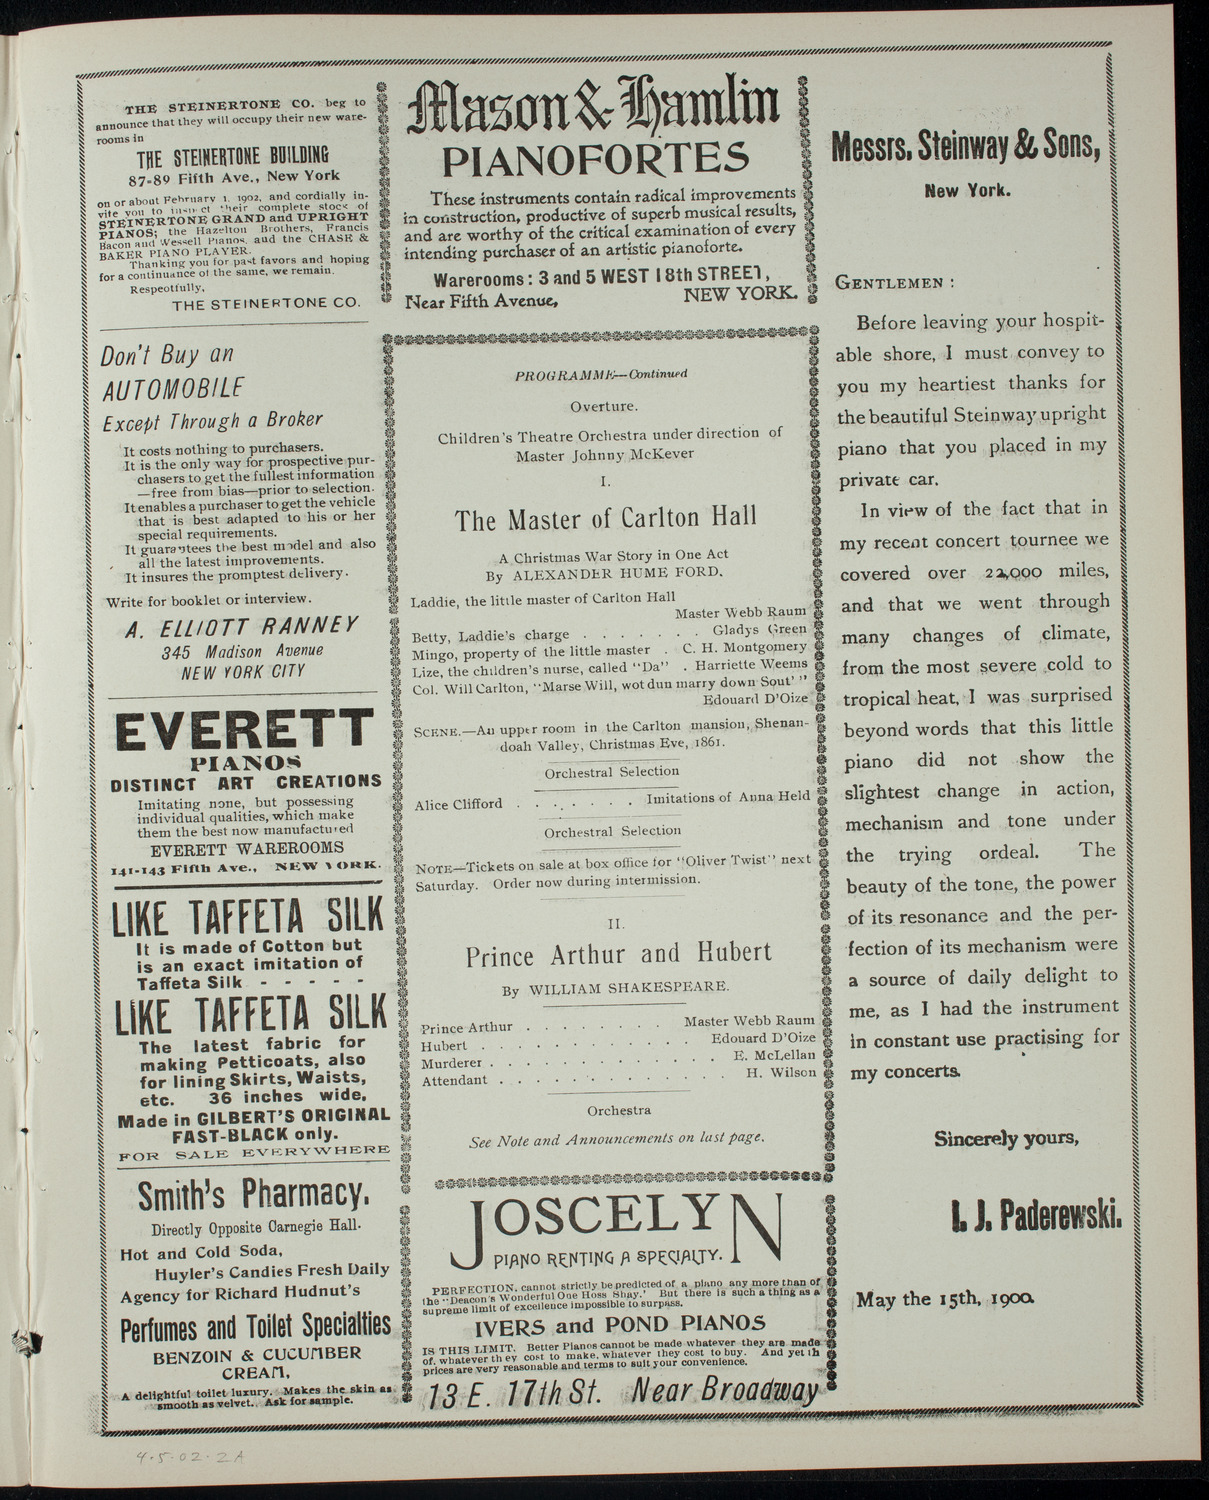 THE STEINERTONE CO. beg to
announce that they will occupy their new ware-
rooms in
THE STEINERTONE BUILDING
87-89 Fifth Ave., New York
on or about February 1, 1902, and cordially in-
vite you to inspect their complete stock of
STEINERTONE GRAND and UPRIGHT
PIANOS; the Hazelton Brothers, Francis
Bacon and Wessell Pianos, and the CHASE &
BAKER PIANO PLAYER.
Thanking you for past favors and hoping
for a continuance of the same, we remain,
Respectfully,
THE STEINERTONE CO.
Don't Buy an
AUTOMOBILE
Except Through a Broker
It costs nothing to purchasers.
It is the only way for prospective pur-
chasers to get the fullest information
—free from bias—prior to selection.
It enables a purchaser to get the vehicle
that is best adapted to his or her
special requirements.
It guarantees the best model and also
all the latest improvements.
It insures the promptest delivery.
Write for booklet or interview.
A. ELLIOTT RANNEY
345 Madison Avenue
NEW YORK CITY
EVERETT
PIANOS
DISTINCT ART CREATIONS
Imitating none, but possessing
individual qualities, which make
them the best now manufactured
EVERETT WAREROOMS
141-143 Fifth Ave., NEW YORK.
LIKE TAFFETA SILK
It is made of Cotton but
is an exact imitation of
Taffeta Silk - - - - -
LIKE TAFFETA SILK
The latest fabric for
making Petticoats, also
for lining Skirts, Waists,
etc. 36 inches wide,
Made in GILBERT'S ORIGINAL
FAST-BLACK only.
FOR SALE EVERYWHERE
Smith's Pharmacy,
Directly Opposite Carnegie Hall.
Hot and Cold Soda,
Huyler's Candies Fresh Daily
Agency for Richard Hudnut's
Perfumes and Toilet Specialties
BENZOIN & CUCUMBER
CREAM,
A delightful toilet luxury. Makes the skin as
smooth as velvet. Ask for sample.
Mason & Hamlin
PIANOFORTES
These instruments contain radical improvements
in construction, productive of superb musical results,
and are worthy of the critical examination of every
intending purchaser of an artistic pianoforte.
Warerooms: 3 and 5 WEST 18th STREET,
Near Fifth Avenue, NEW YORK.
PROGRAMME—Continued
Overture.
Children's Theatre Orchestra under direction of
Master Johnny McKever
I.
The Master of Carlton Hall
A Christmas War Story in One Act
By ALEXANDER HUME FORD.
Laddie, the little master of Carlton Hall
Master Webb Raum
Betty, Laddie's charge . . . . . . . Gladys Green
Mingo, property of the little master . C. H. Montgomery
Lize, the children's nurse, called "Da" . Harriette Weems
Col. Will Carlton, "Marse Will, wot dun marry down Sout' "
Edouard D'Oize
SCENE.—An upper room in the Carlton mansion, Shenan-
doah Valley, Christmas Eve, 1861.
Orchestral Selection
Alice Clifford . . . . . . . Imitations of Anna Held
Orchestral Selection
NOTE—Tickets on sale at box office for "Oliver Twist" next
Saturday. Order now during intermission.
II.
Prince Arthur and Hubert
By WILLIAM SHAKESPEARE.
Prince Arthur . . . . . . . . Master Webb Raum
Hubert . . . . . . . . . . . Edouard D'Oize
Murderer . . . . . . . . . . . . E. McLellan
Attendant . . . . . . . . . . . . H. Wilson
Orchestra
See Note and Announcements on last page.
JOSCELYN
PIANO RENTING A SPECIALTY.
PERFECTION, cannot strictly be predicted of a piano any more than of
the "Deacon's Wonderful One Hoss Shay.' But there is such a thing as a
supreme limit of excellence impossible to surpass.
IVERS and POND PIANOS
IS THIS LIMIT. Better Pianos cannot be made whatever they are made
of, whatever they cost to make, whatever they cost to buy. And yet th
prices are very reasonable and terms to suit your convenience.
13 E. 17th St. Near Broadway
Messrs. Steinway & Sons,
New York.
GENTLEMEN:
Before leaving your hospit-
able shore, I must convey to
you my heartiest thanks for
the beautiful Steinway upright
piano that you placed in my
private car.
In view of the fact that in
my recent concert tournee we
covered over 22,000 miles,
and that we went through
many changes of climate,
from the most severe cold to
tropical heat, I was surprised
beyond words that this little
piano did not show the
slightest change in action,
mechanism and tone under
the trying ordeal. The
beauty of the tone, the power
of its resonance and the per-
fection of its mechanism were
a source of daily delight to
me, as I had the instrument
in constant use practising for
my concerts.
Sincerely yours,
I. J. Paderewski.
May the 15th, 1900.
4.5.02.2A